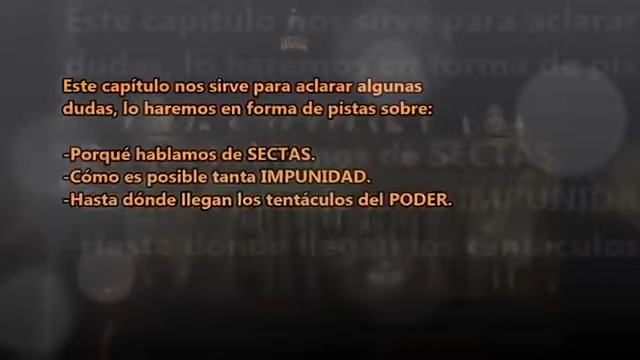 Este capítulo nos sirve para aclarar algunas
dudas, lo haremos en forma de pistas sobre:
-Porqué hablamos de SECTAS.
-Cómo es posible tanta IMPUNIDAD.
-Hasta dónde llegan los tentáculos del PODER.